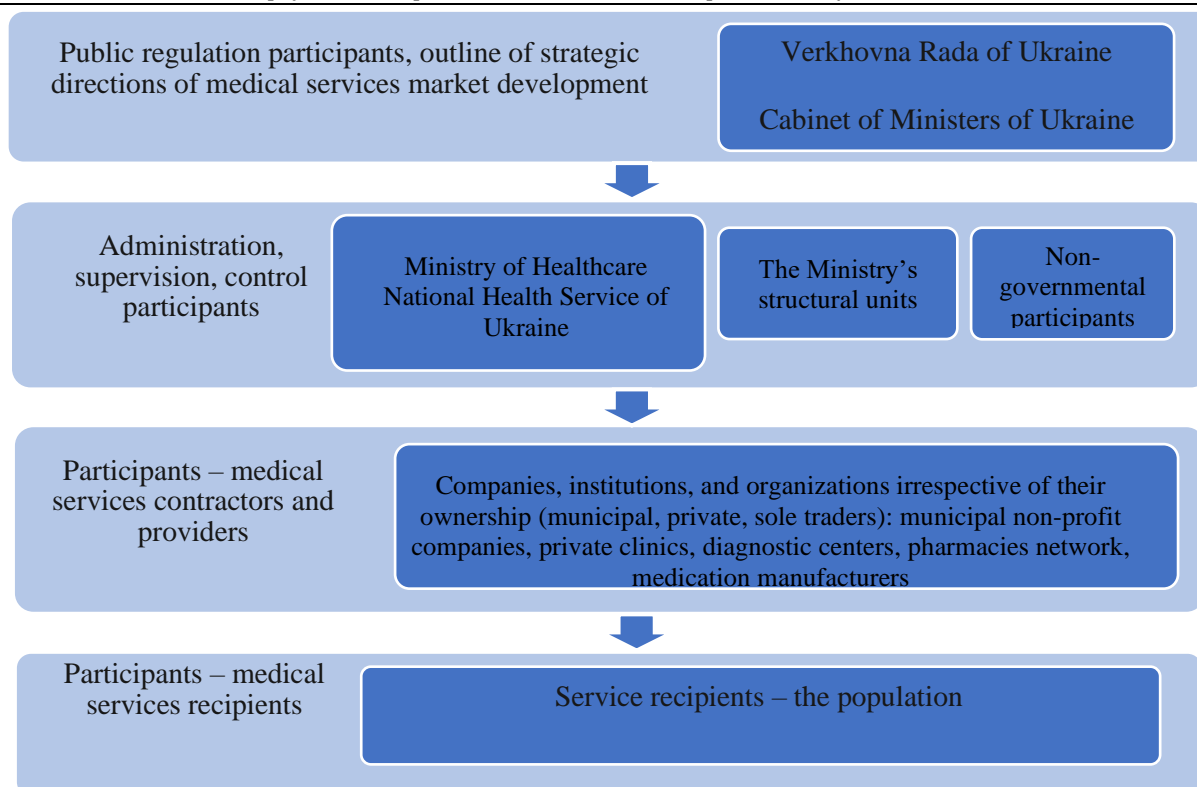 Public regulation participants, outline of strategic
directions of medical services market development
Verkhovna Rada of Ukraine
Cabinet of Ministers of Ukraine
Administration,
supervision, control
participants
Ministry of Healthcare
National Health Service of
Ukraine
The Ministry’s
structural units
Non-
governmental
participants
Participants – medical
services contractors and
providers
Companies, institutions, and organizations irrespective of their
ownership (municipal, private, sole traders): municipal non-profit
companies, private clinics, diagnostic centers, pharmacies network,
medication manufacturers
Participants – medical
services recipients
Service recipients – the population